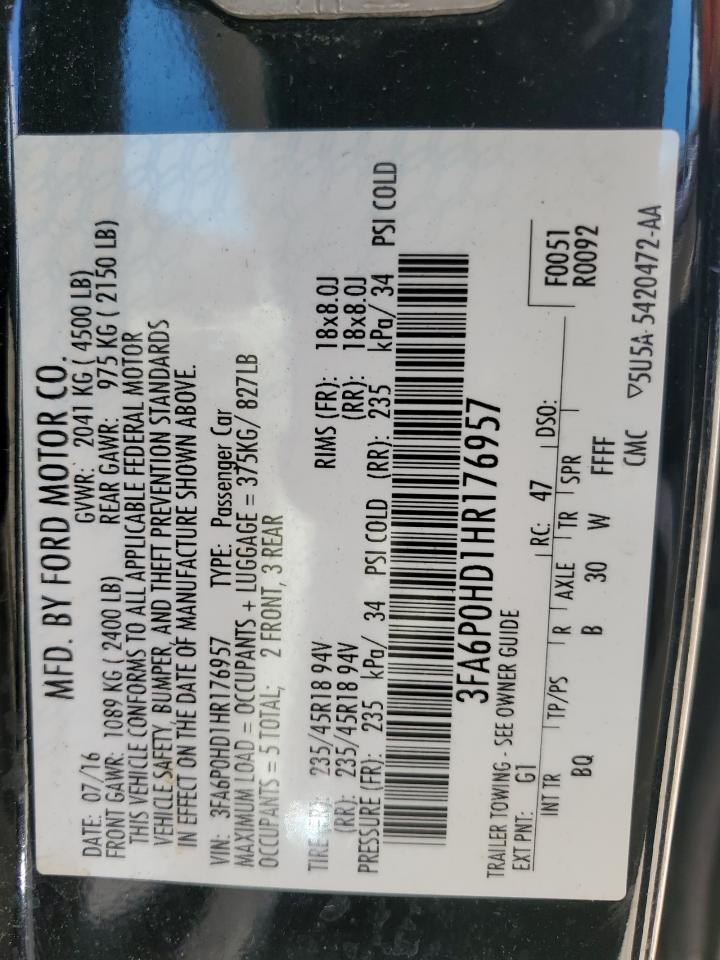 MFD. BY FORD MOTOR CO.
DATE: 07/16 GVWR: 2041 KG ( 4500 LB)
FRONT GAWR: 1089 KG ( 2400 LB) REAR GAWR: 975 KG ( 2150 LB)
THIS VEHICLE CONFORMS TO ALL APPLICABLE FEDERAL MOTOR
VEHICLE SAFETY, BUMPER, AND THEFT PREVENTION STANDARDS
IN EFFECT ON THE DATE OF MANUFACTURE SHOWN ABOVE.
VIN: 3FA6P0HD1HR176957 TYPE: Passenger Car
MAXIMUM LOAD = OCCUPANTS + LUGGAGE = 375KG/ 827LB
OCCUPANTS = 5 TOTAL; 2 FRONT, 3 REAR
TIRE (FR): 235/45R18 94V RIMS (FR): 18x8.0J
(RR): 235/45R18 94V (RR): 18x8.0J
PRESSURE (FR): 235 kPa/ 34 PSI COLD (RR): 235 kPa/ 34 PSI COLD
3FA6P0HD1HR176957
TRAILER TOWING - SEE OWNER GUIDE
EXT PNT: G1 RC: 47 DSO: F0051
R0092
INT TR TP/PS R AXLE TR SPR
BQ B 30 W FFFF
CMC ▽5U5A-5420472-AA